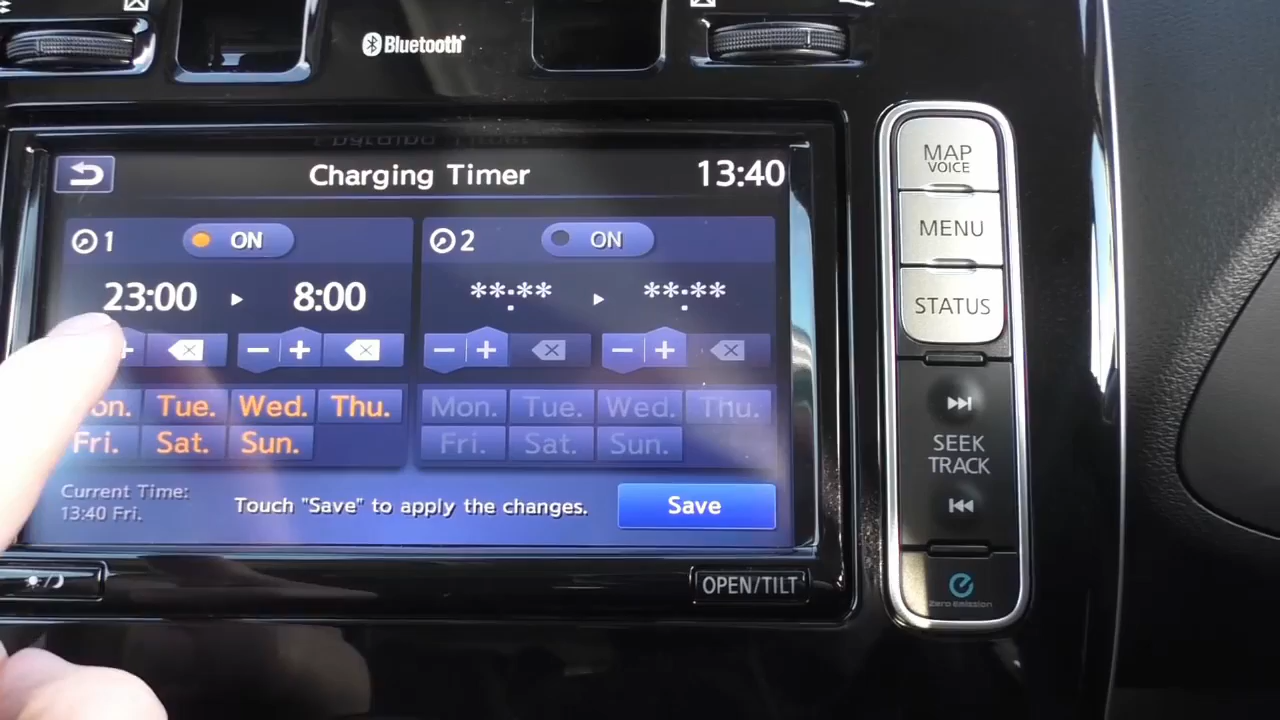 Bluetooth
Charging Timer 13:40
1 ON 2 ON
23:00 8:00 **:** **:**
+ - + - + - +
Tue. Wed. Thu. Mon. Tue. Wed. Thu.
Fri. Sat. Sun. Fri. Sat. Sun.
Current Time:
13:40 Fri.
Touch "Save" to apply the changes. Save
OPEN/TILT
MAP
VOICE
MENU
STATUS
SEEK
TRACK
Zero Emission